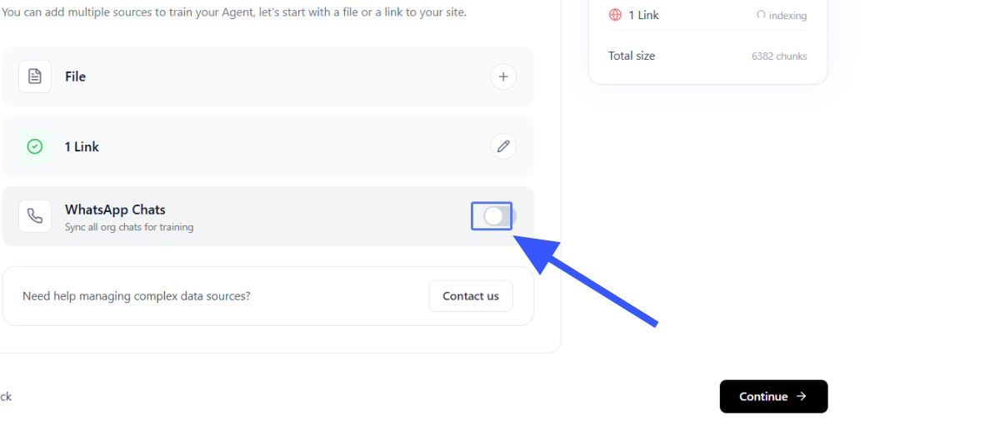 You can add multiple sources to train your Agent, let's start with a file or a link to your site.
File
1 Link
WhatsApp Chats
Sync all org chats for training
Need help managing complex data sources?
Contact us
1 Link
indexing
Total size
6382 chunks
ck
Continue